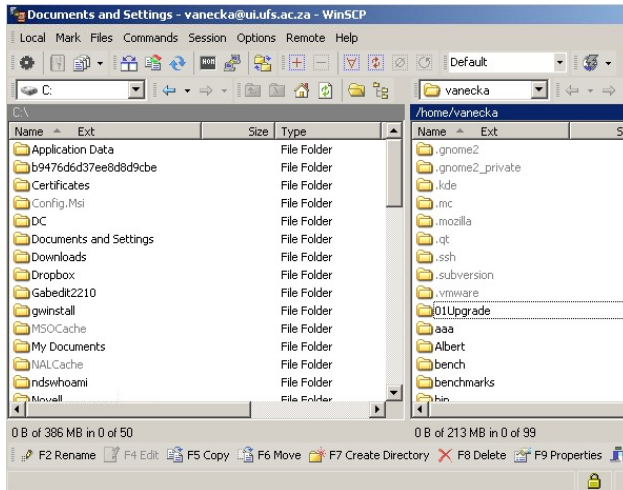 Documents and Settings - vanecka@ui.ufs.ac.za - WinSCP
Local Mark Files Commands Session Options Remote Help
Default
C: vanecka
C:\ /home/vanecka
Name Ext Size Type Name Ext S
Application Data File Folder .gnome2
b9476d6d37ee8d8d9cbe File Folder .gnome2_private
Certificates File Folder .kde
Config.Msi File Folder .mc
DC File Folder .mozilla
Documents and Settings File Folder .qt
Downloads File Folder .ssh
Dropbox File Folder .subversion
Gabedit2210 File Folder .vmware
gwinstall File Folder 01Upgrade
MSOCache File Folder aaa
My Documents File Folder Albert
NALCache File Folder bench
ndswhoami File Folder benchmarks
Novell File Folder bin
0 B of 386 MB in 0 of 50 0 B of 213 MB in 0 of 99
F2 Rename F4 Edit F5 Copy F6 Move F7 Create Directory F8 Delete F9 Properties